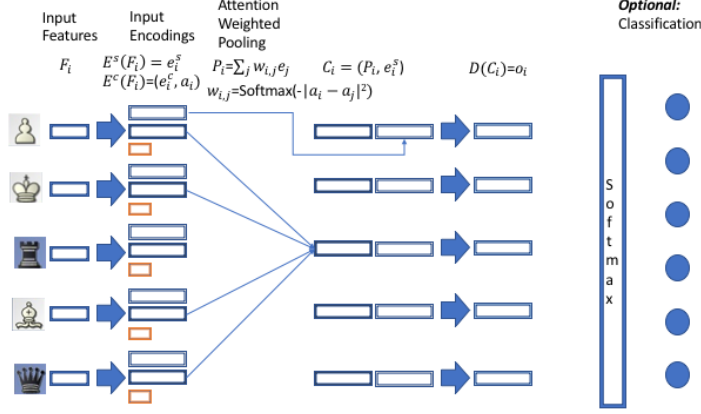 Input
Features
F_i
Input
Encodings
E^s(F_i) = e_i^s
E^c(F_i)=(e_i^c, a_i)
Attention
Weighted
Pooling
P_i=∑_j w_{i,j}e_j
w_{i,j}=Softmax(-|a_i − a_j|^2)
C_i = (P_i, e_i^s)
D(C_i)=o_i
Optional:
Classification
Softmax